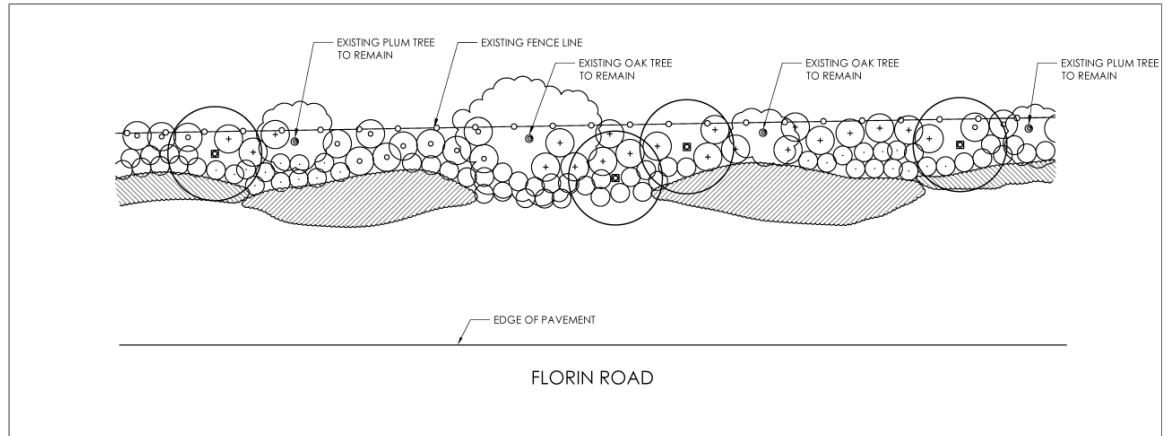 EXISTING PLUM TREE
TO REMAIN
EXISTING FENCE LINE
EXISTING OAK TREE
TO REMAIN
EXISTING OAK TREE
TO REMAIN
EXISTING PLUM TREE
TO REMAIN
EDGE OF PAVEMENT
FLORIN ROAD